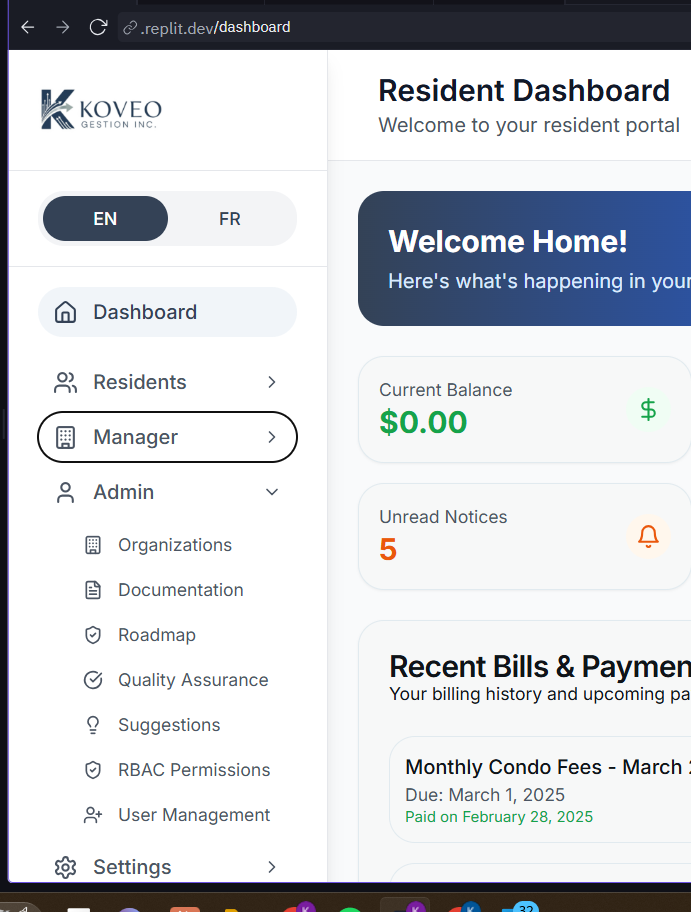 .replit.dev/dashboard
KOVEO
GESTION INC.
EN
FR
Dashboard
Residents
Manager
Admin
Organizations
Documentation
Roadmap
Quality Assurance
Suggestions
RBAC Permissions
User Management
Settings
Resident Dashboard
Welcome to your resident portal
Welcome Home!
Here's what's happening in your
Current Balance
$0.00
Unread Notices
5
Recent Bills & Paymen
Your billing history and upcoming pa
Monthly Condo Fees - March 2
Due: March 1, 2025
Paid on February 28, 2025
K
K
K
32